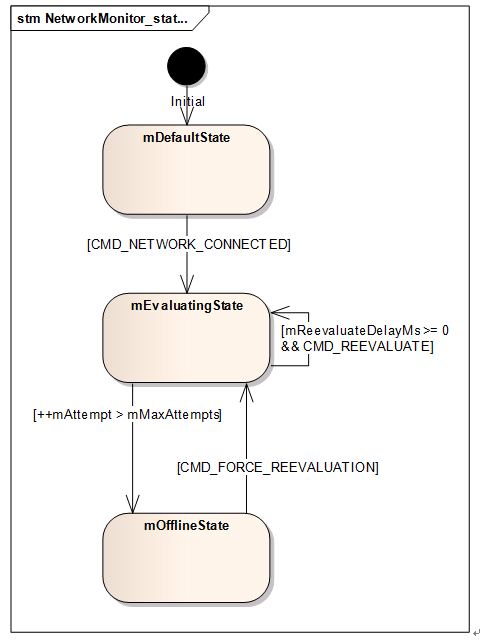 stm NetworkMonitor_stat...
Initial
mDefaultState
[CMD_NETWORK_CONNECTED]
mEvaluatingState
[mReevaluateDelayMs >= 0
&& CMD_REEVALUATE]
[++mAttempt > mMaxAttempts]
[CMD_FORCE_REEVALUATION]
mOfflineState